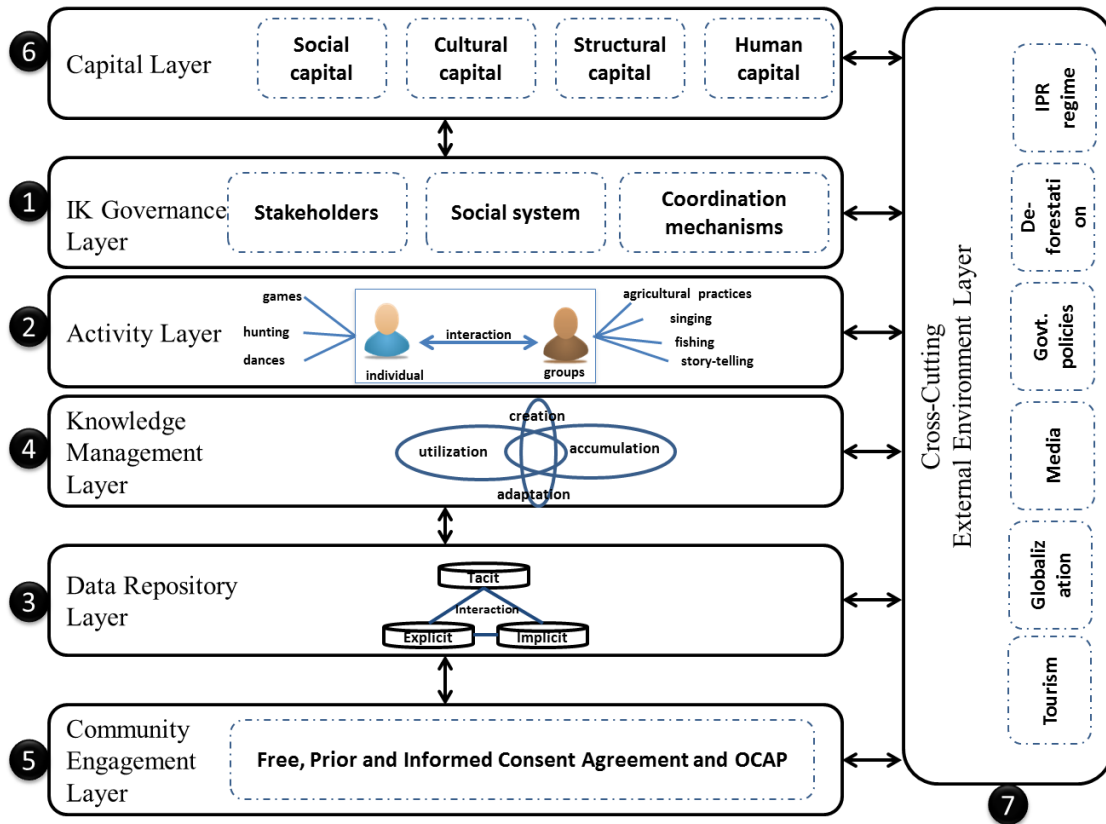 6
Capital Layer
Social
capital
Cultural
capital
Structural
capital
Human
capital
1
IK Governance
Layer
Stakeholders
Social system
Coordination
mechanisms
2
Activity Layer
games
hunting
dances
individual
interaction
groups
agricultural practices
singing
fishing
story-telling
4
Knowledge
Management
Layer
creation
utilization
accumulation
adaptation
3
Data Repository
Layer
Tacit
Interaction
Explicit
Implicit
5
Community
Engagement
Layer
Free, Prior and Informed Consent Agreement and OCAP
Cross-Cutting
External Environment Layer
IPR
regime
De-
forestati
on
Govt.
policies
Media
Globaliz
ation
Tourism
7